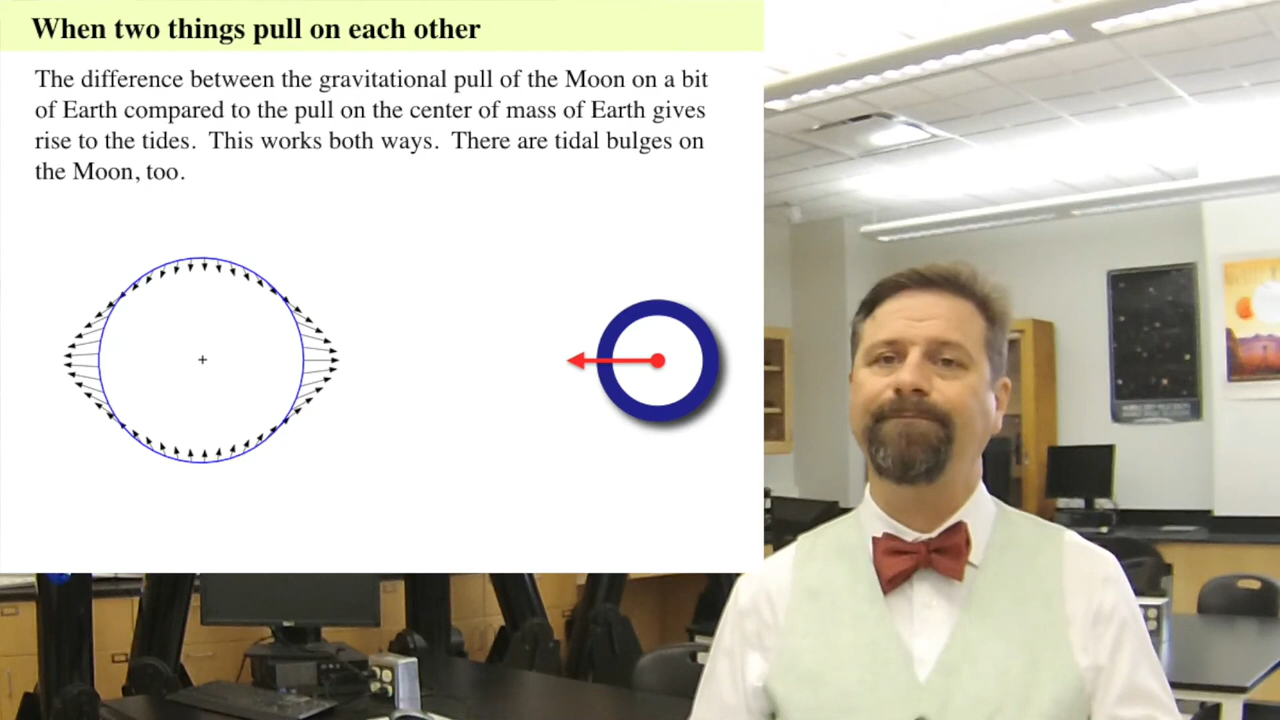 When two things pull on each other
The difference between the gravitational pull of the Moon on a bit
of Earth compared to the pull on the center of mass of Earth gives
rise to the tides. This works both ways. There are tidal bulges on
the Moon, too.